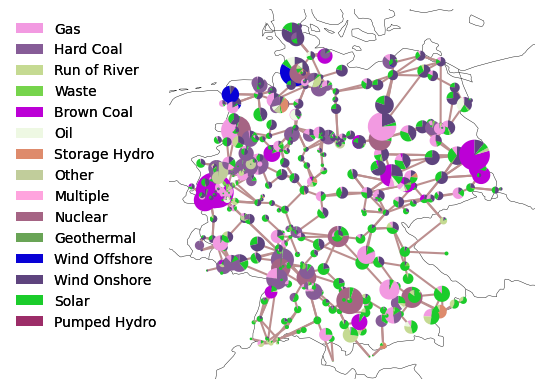 Gas
Hard Coal
Run of River
Waste
Brown Coal
Oil
Storage Hydro
Other
Multiple
Nuclear
Geothermal
Wind Offshore
Wind Onshore
Solar
Pumped Hydro